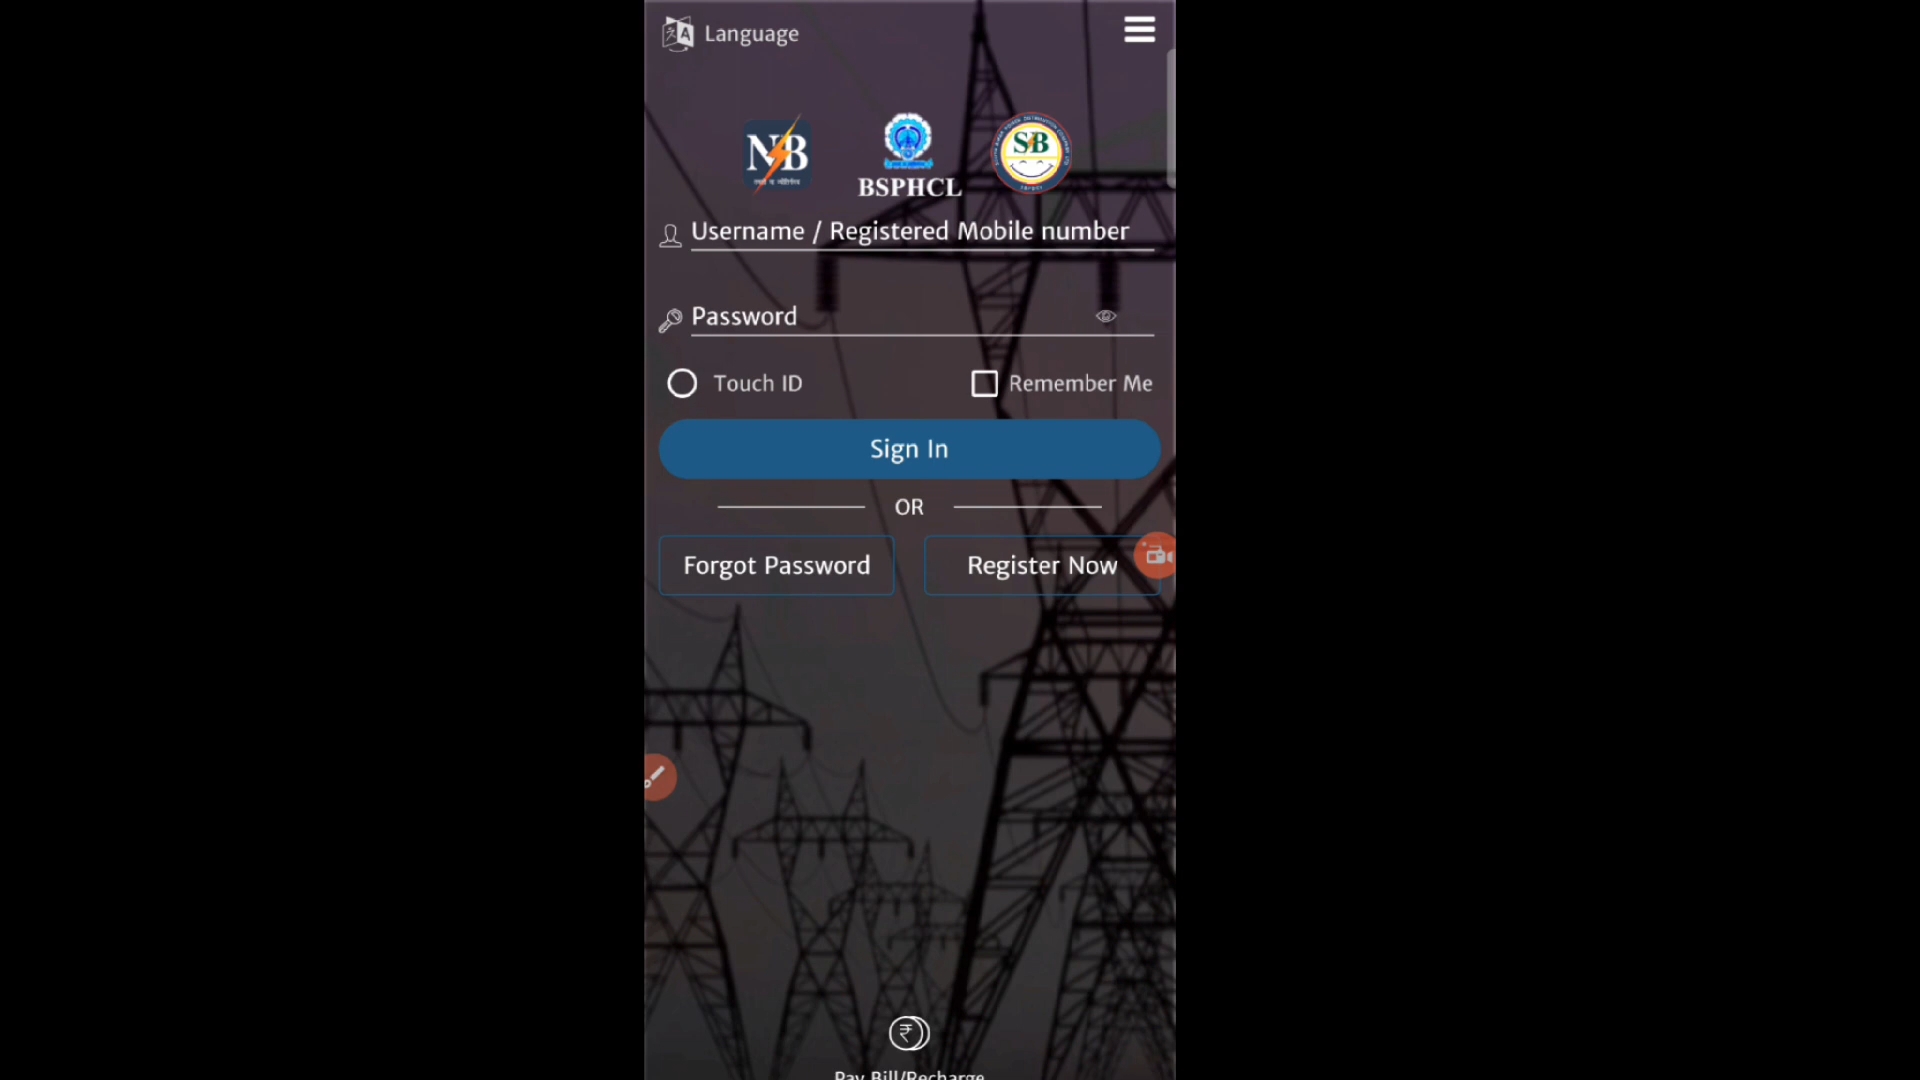 Language
NB
BSPHCL
SB
Username / Registered Mobile number
Password
Touch ID
Remember Me
Sign In
OR
Forgot Password
Register Now
Pay Bill/Recharge